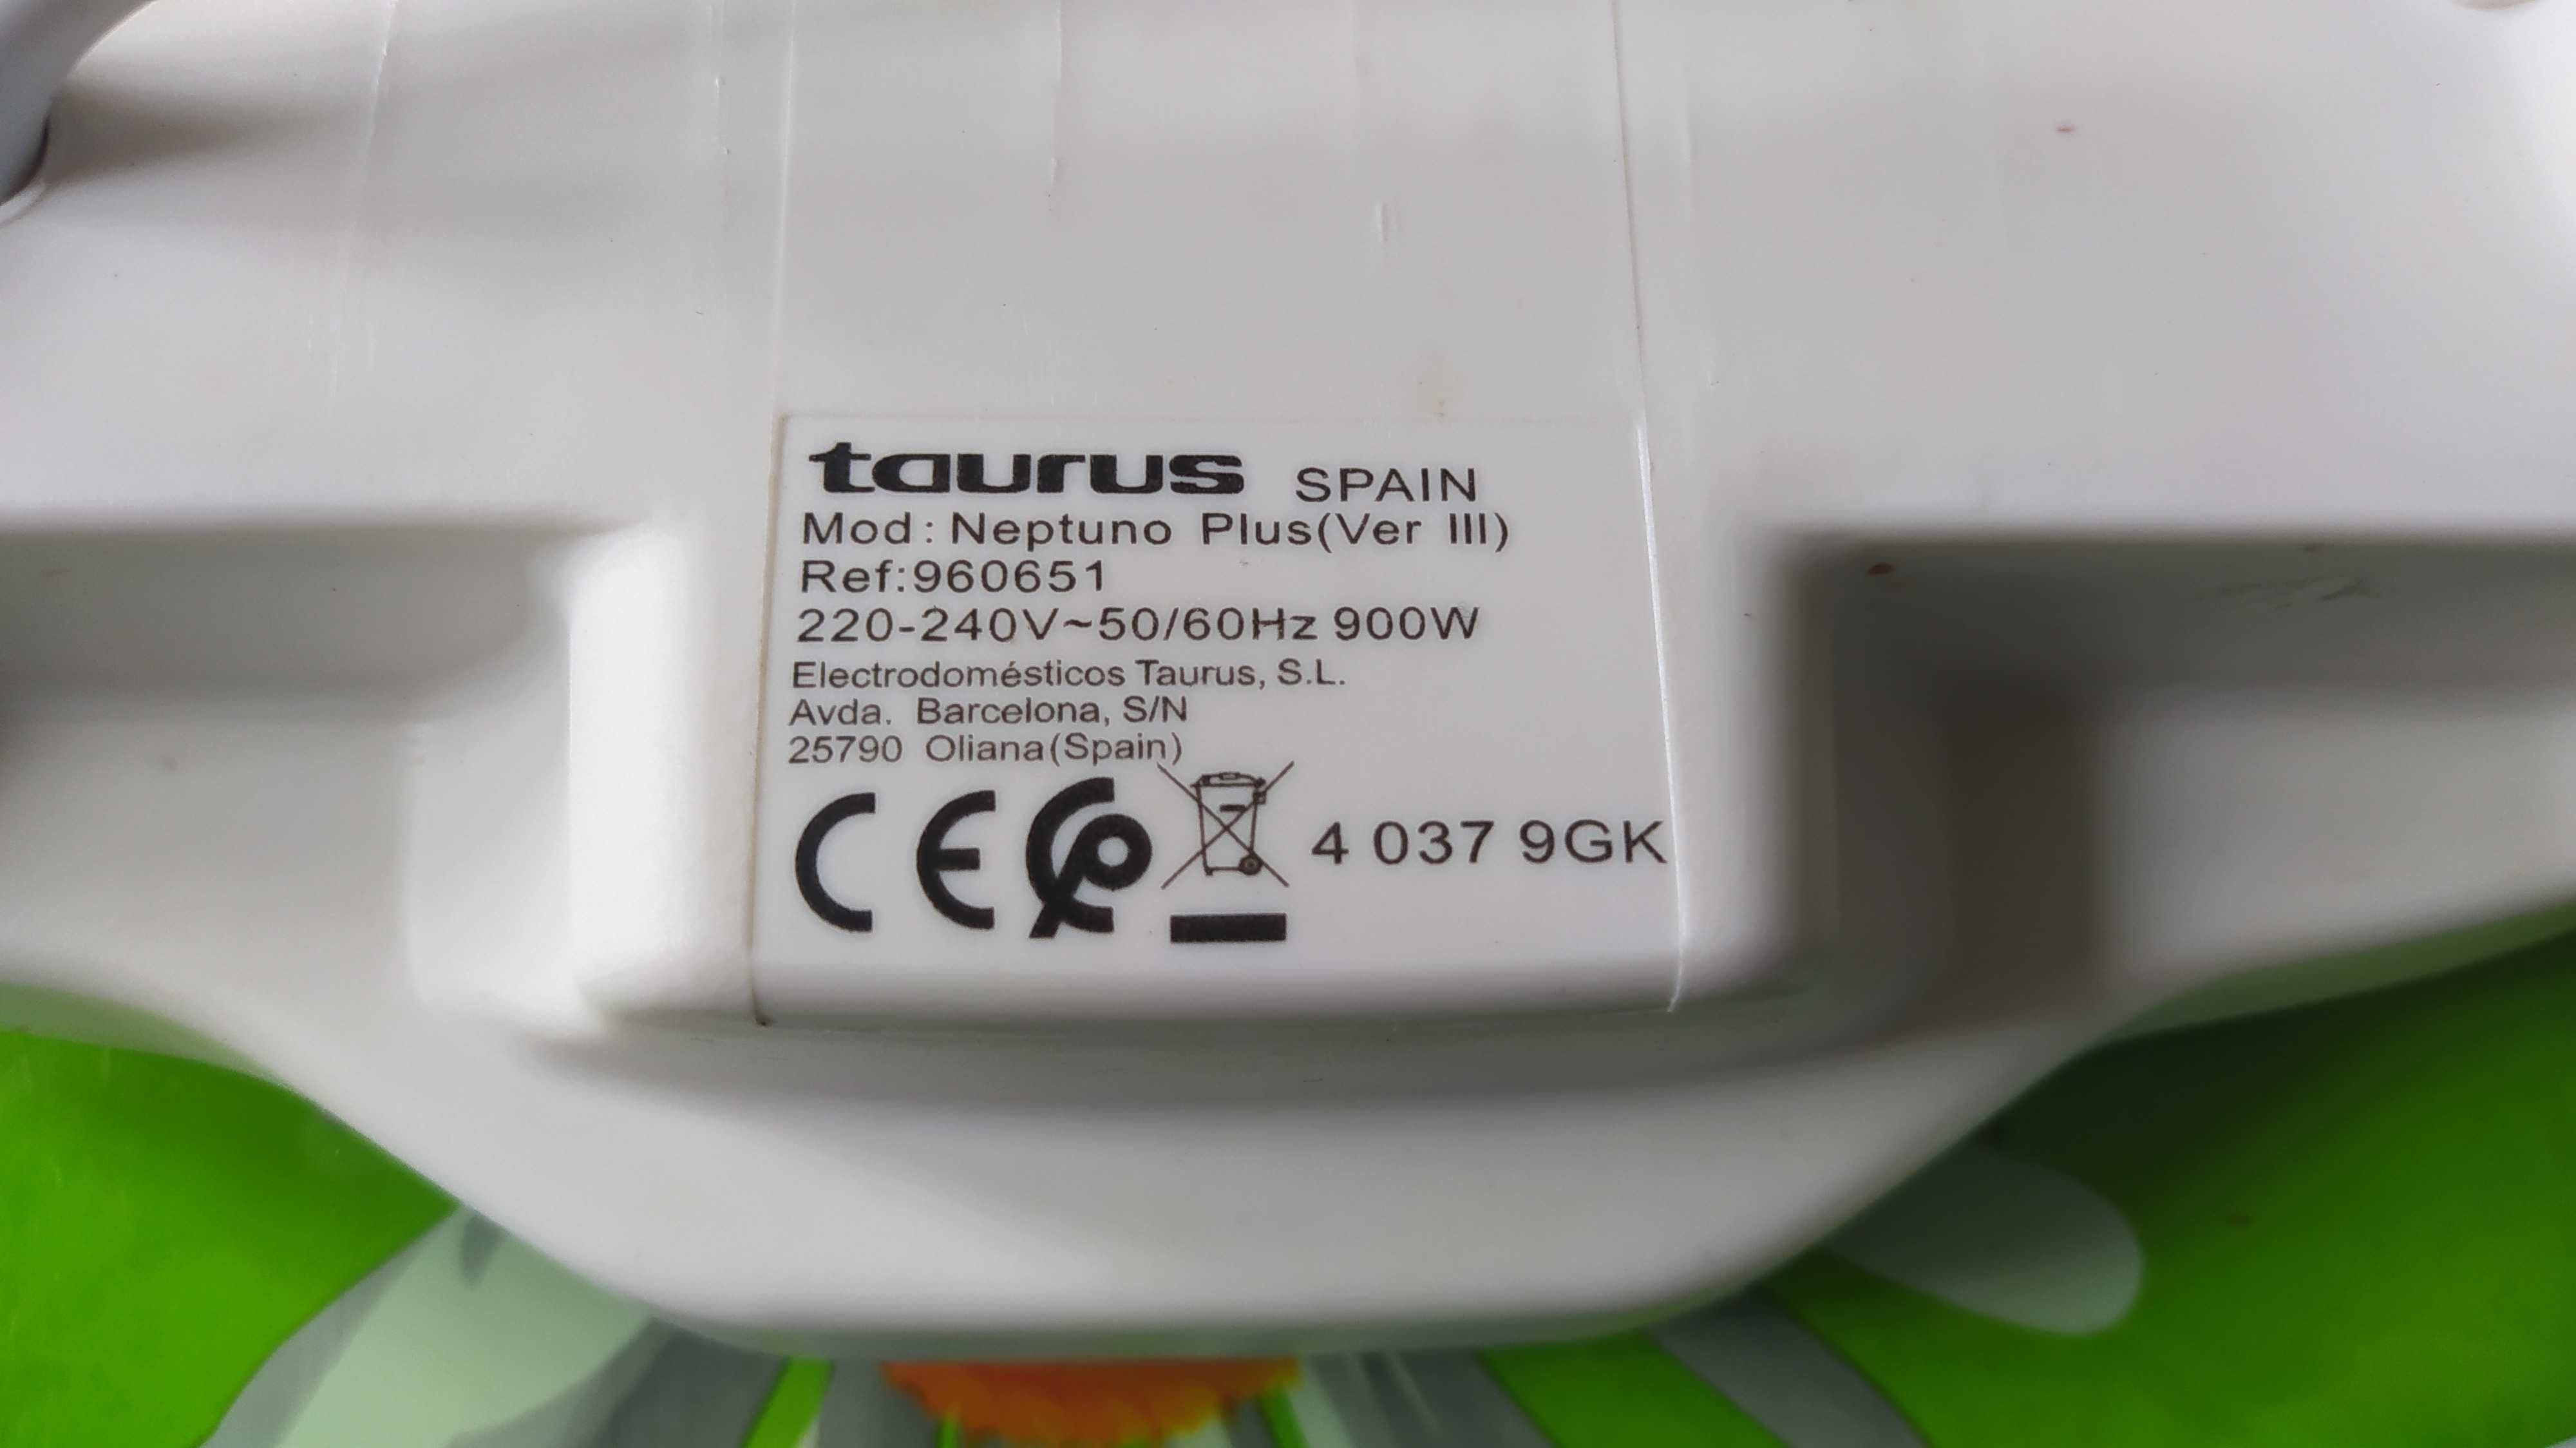 taurus SPAIN
Mod: Neptuno Plus(Ver III)
Ref:960651
220-240V~50/60Hz 900W
Electrodomésticos Taurus, S.L.
Avda. Barcelona, S/N
25790 Oliana(Spain)
CE 4 037 9GK